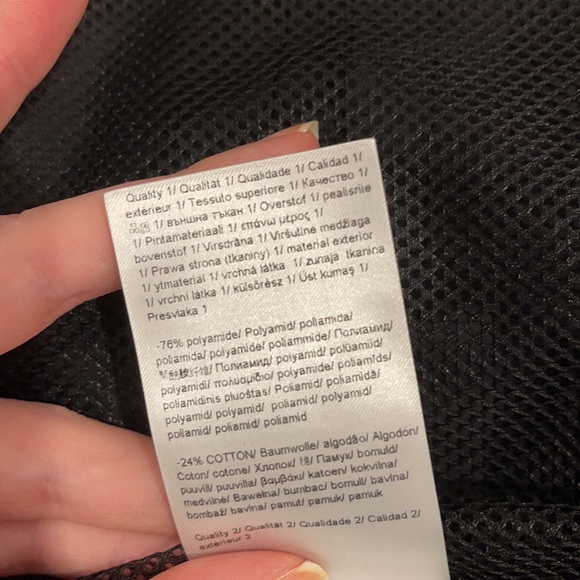 Quality 1/ Qualitat 1/ Qualidade 1/ Calidad 1/
extérieur 1/ Tessuto superiore 1/ Качество 1/
品質 1/ външна тъкан 1/ Overstof 1/ pealisriie
1/ Pintamateriaali 1/ επάνω μέρος 1/
bovenstof 1/ Virsdrāna 1/ Viršutinė medžiaga
1/ Prawa strona (tkaniny) 1/ material exterior
1/ ytmaterial 1/ vrchná látka 1/ zunaja tkanina
1/ vrchní látka 1/ külsőrész 1/ Üst kumaş 1/
Presvlaka 1
-76% polyamide/ Polyamid/ poliamida/
poliamida/ polyamide/ poliammide/ Полиамид/
Полиамид/ polyamid/ polüamiid/
polyamidi/ πολυαμίδιο/ polyamide/ poliamīds/
poliamidinis pluoštas/ Poliamid/ poliamidă/
polyamid/ polyamid/ poliamid/ polyamid/
poliamid/ poliamid/ poliamid
-24% COTTON/ Baumwolle/ algodão/ Algodon/
Coton/ cotone/ Хлопок/ 棉/ Памук/ bomuld/
puuvill/ puuvilla/ βαμβάκι/ katoen/ kokvilna/
medvilnė/ Bawełna/ bumbac/ bomull/ bavlna/
bombaž/ bavlna/ pamut/ pamuk/ pamuk
Quality 2/ Qualitat 2/ Qualidade 2/ Calidad 2/
extérieur 2